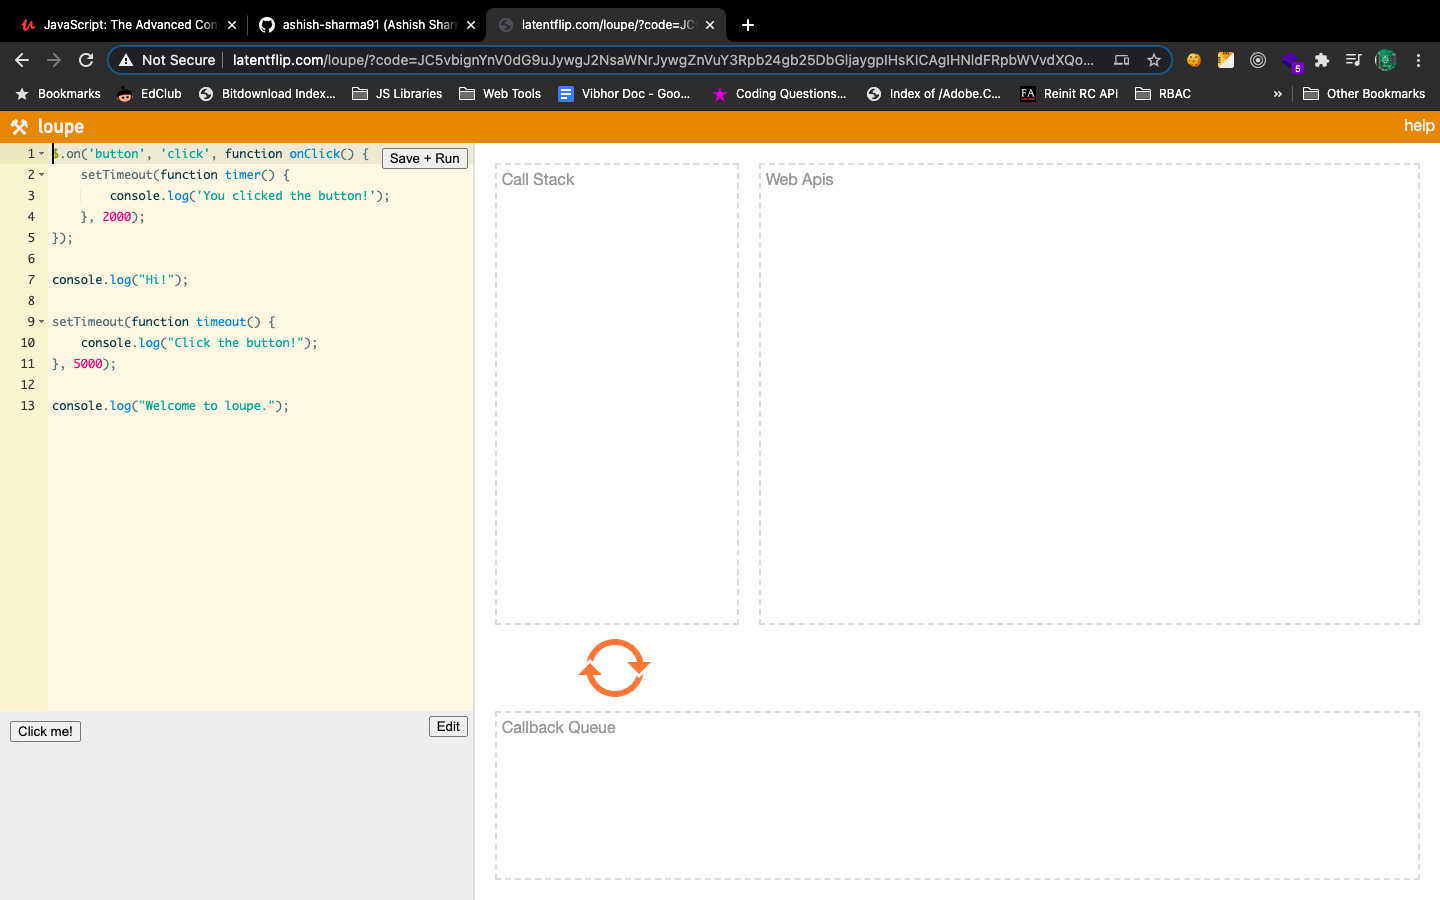 JavaScript: The Advanced Con
ashish-sharma91 (Ashish Shar
latentflip.com/loupe/?code=JC
Not Secure
latentflip.com/loupe/?code=JC5vbignYnV0dG9uJywgJ2NsaWNrJywgZnVuY3Rpb24gb25DbGljaygpIHsKICAgIHNldFRpbWVvdXQo...
5
Bookmarks
EdClub
Bitdownload Index...
JS Libraries
Web Tools
Vibhor Doc - Goo...
Coding Questions...
Index of /Adobe.C...
FA
Reinit RC API
RBAC
»
Other Bookmarks
loupe
help
1 $.on('button', 'click', function onClick() {
Save + Run
2     setTimeout(function timer() {
3         console.log('You clicked the button!');
4     }, 2000);
5 });
6
7 console.log("Hi!");
8
9 setTimeout(function timeout() {
10     console.log("Click the button!");
11 }, 5000);
12
13 console.log("Welcome to loupe.");
Click me!
Edit
Call Stack
Web Apis
Callback Queue